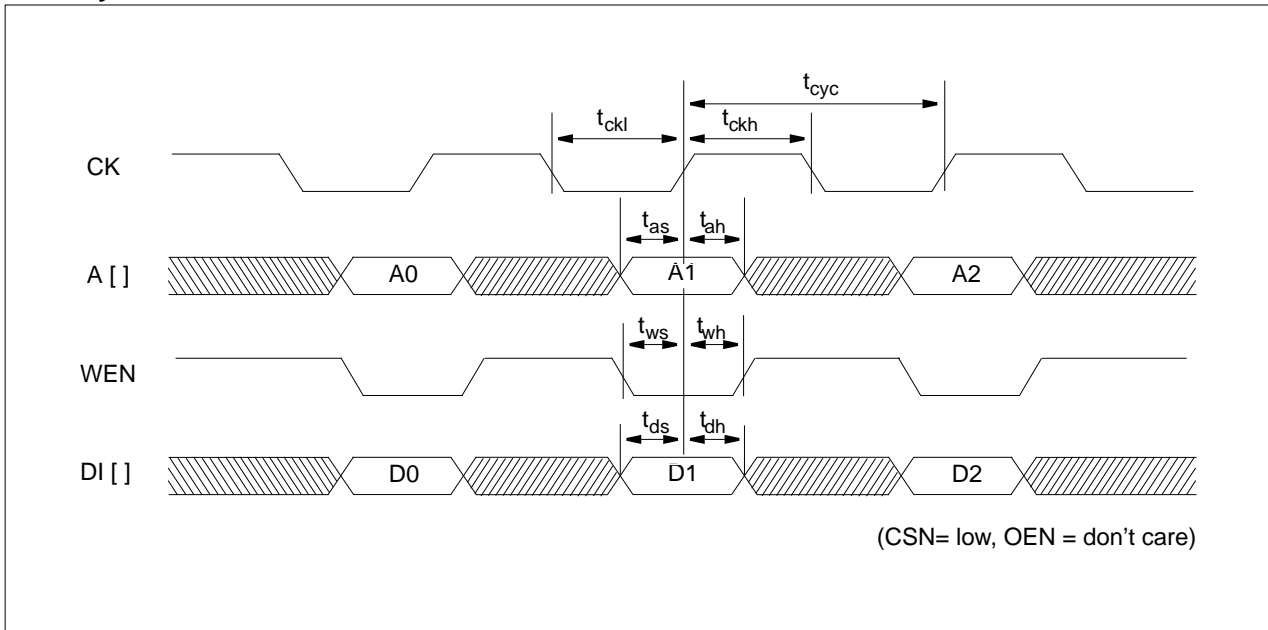 t_cyc
t_ckl t_ckh
CK
t_as t_ah
A [ ] A0 A1 A2
t_ws t_wh
WEN
t_ds t_dh
DI [ ] D0 D1 D2
(CSN= low, OEN = don't care)